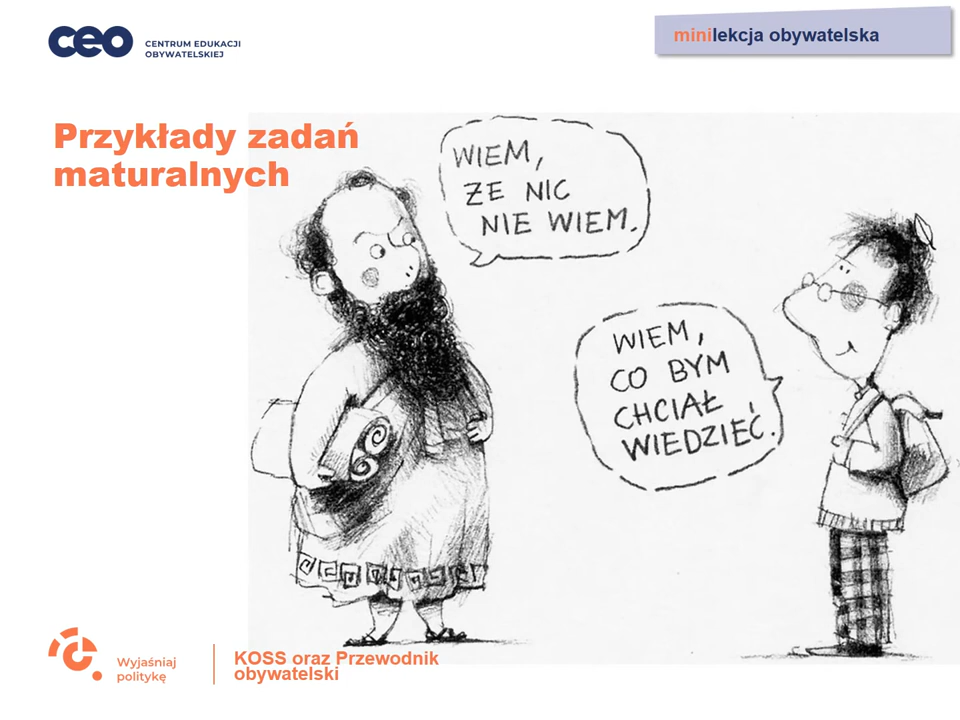 ceo
CENTRUM EDUKACJI
OBYWATELSKIEJ
minilekcja obywatelska
Przykłady zadań
maturalnych
WIEM,
ŻE NIC
NIE WIEM.
WIEM,
CO BYM
CHCIAŁ
WIEDZIEĆ.
Wyjaśniaj
politykę
KOSS oraz Przewodnik
obywatelski